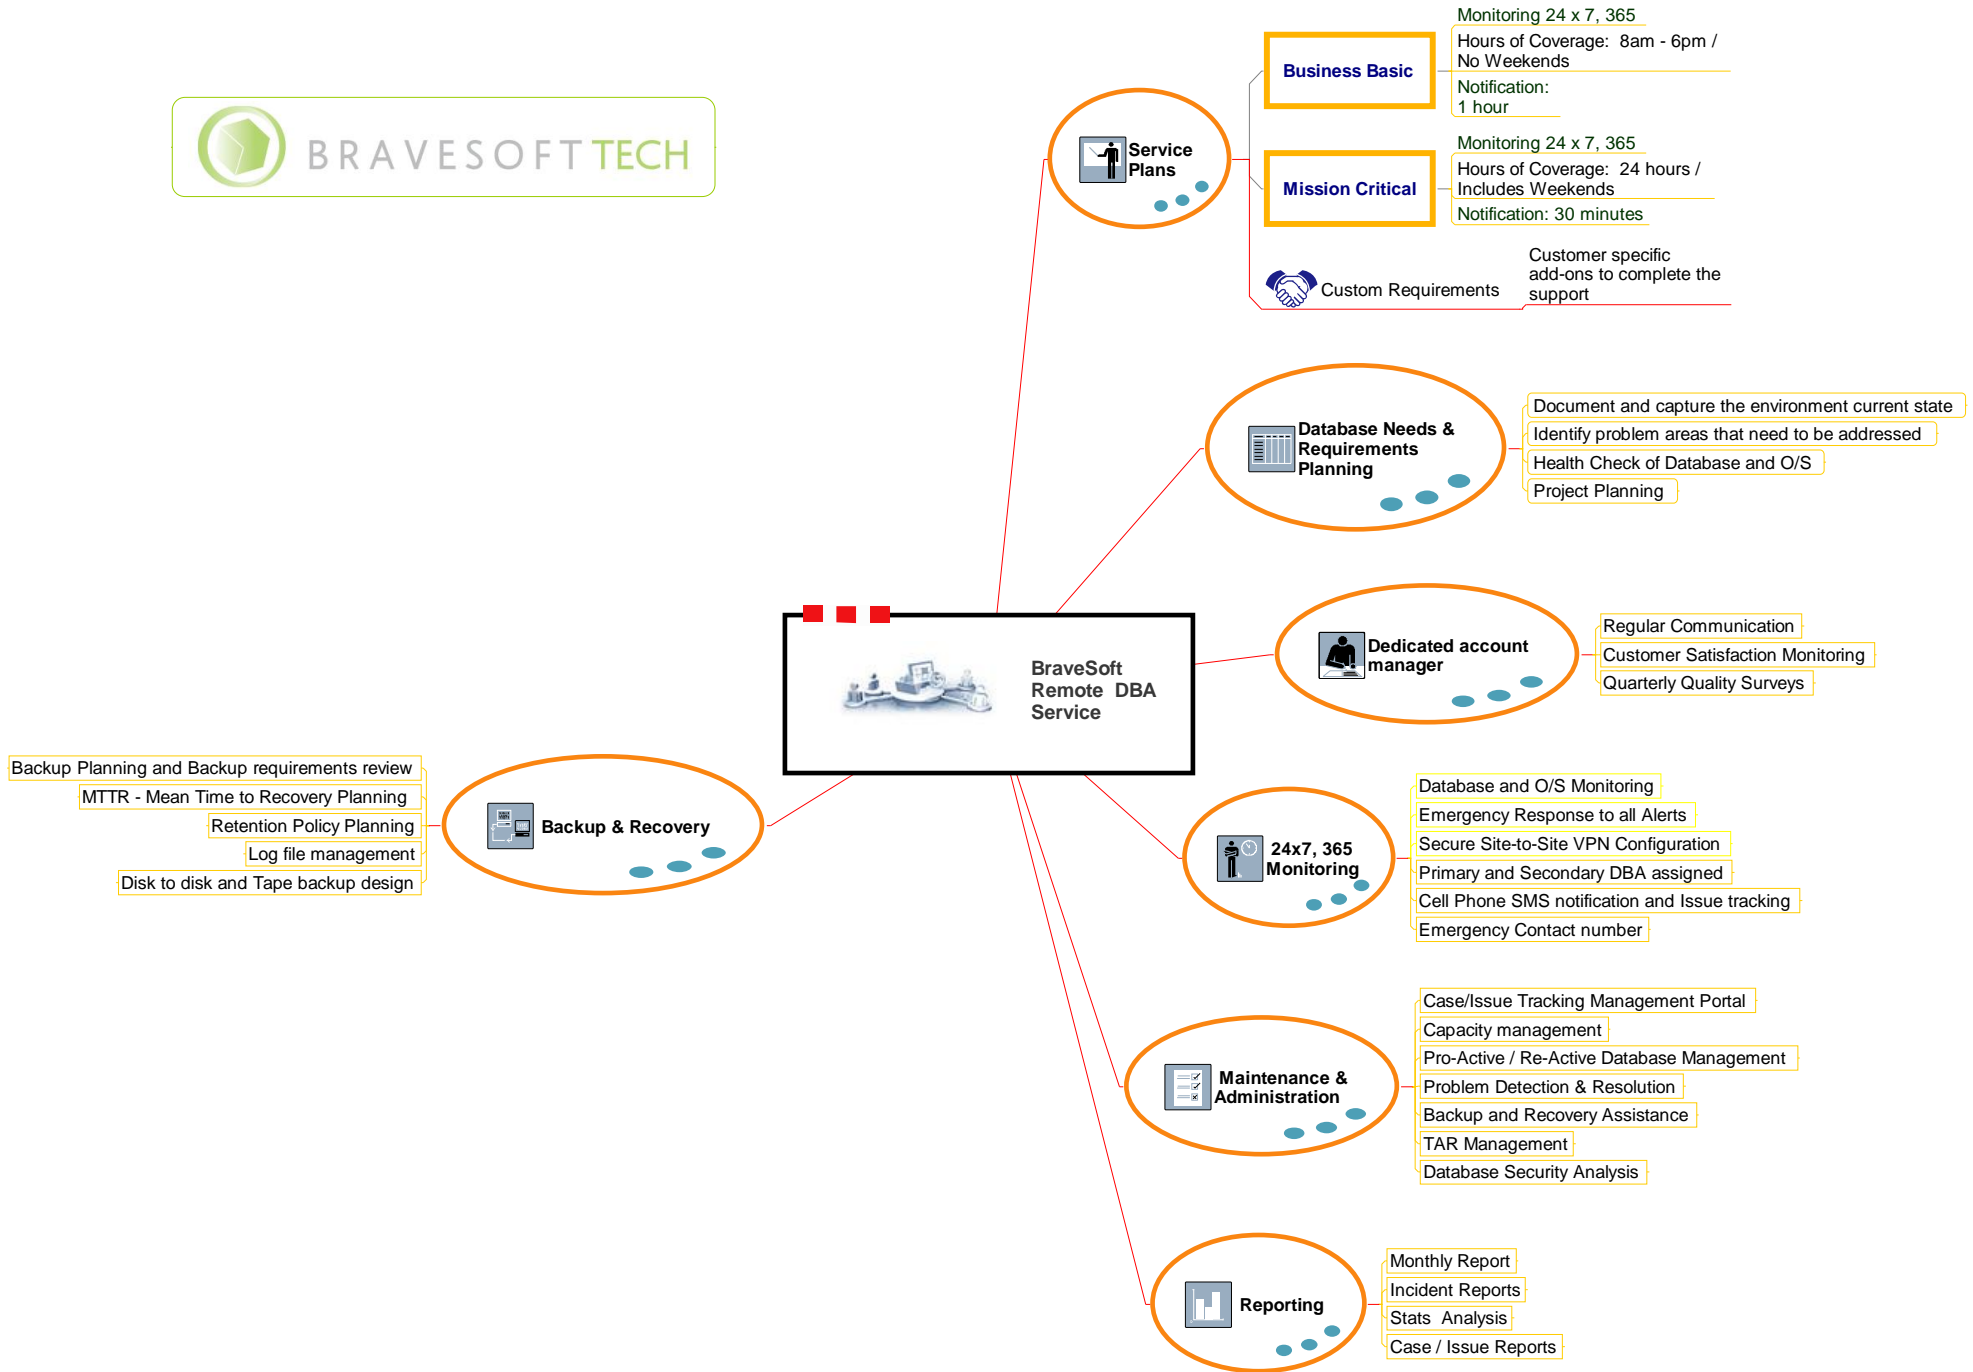 BRAVESOFT TECH
Service
Plans
Business Basic
Monitoring 24 x 7, 365
Hours of Coverage:  8am - 6pm /
No Weekends
Notification:
1 hour
Mission Critical
Monitoring 24 x 7, 365
Hours of Coverage:  24 hours /
Includes Weekends
Notification: 30 minutes
Custom Requirements
Customer specific
add-ons to complete the
support
Database Needs &
Requirements
Planning
Document and capture the environment current state
Identify problem areas that need to be addressed
Health Check of Database and O/S
Project Planning
BraveSoft
Remote  DBA
Service
Dedicated account
manager
Regular Communication
Customer Satisfaction Monitoring
Quarterly Quality Surveys
Backup Planning and Backup requirements review
MTTR - Mean Time to Recovery Planning
Retention Policy Planning
Log file management
Disk to disk and Tape backup design
Backup & Recovery
24x7, 365
Monitoring
Database and O/S Monitoring
Emergency Response to all Alerts
Secure Site-to-Site VPN Configuration
Primary and Secondary DBA assigned
Cell Phone SMS notification and Issue tracking
Emergency Contact number
Maintenance &
Administration
Case/Issue Tracking Management Portal
Capacity management
Pro-Active / Re-Active Database Management
Problem Detection & Resolution
Backup and Recovery Assistance
TAR Management
Database Security Analysis
Reporting
Monthly Report
Incident Reports
Stats  Analysis
Case / Issue Reports